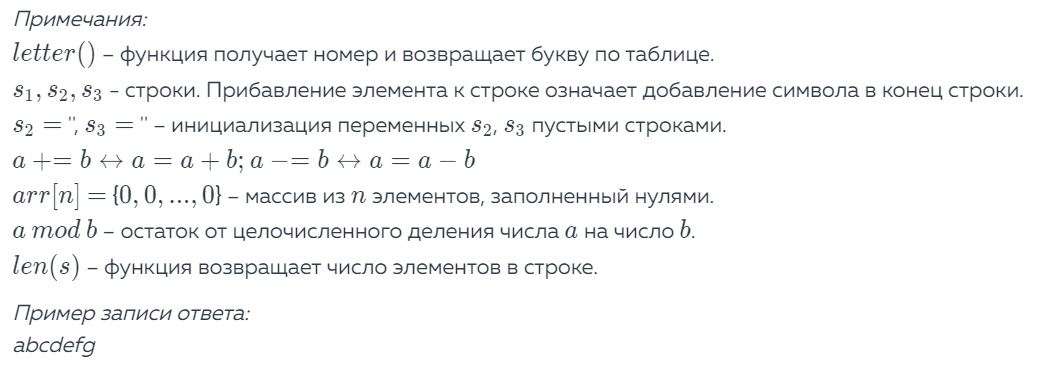 Примечания:
letter() – функция получает номер и возвращает букву по таблице.
s₁, s₂, s₃ – строки. Прибавление элемента к строке означает добавление символа в конец строки.
s₂ = '', s₃ = '' – инициализация переменных s₂, s₃ пустыми строками.
a += b ↔ a = a + b; a −= b ↔ a = a − b
arr[n] = {0, 0, ..., 0} – массив из n элементов, заполненный нулями.
a mod b – остаток от целочисленного деления числа a на число b.
len(s) – функция возвращает число элементов в строке.
Пример записи ответа:
abcdefg